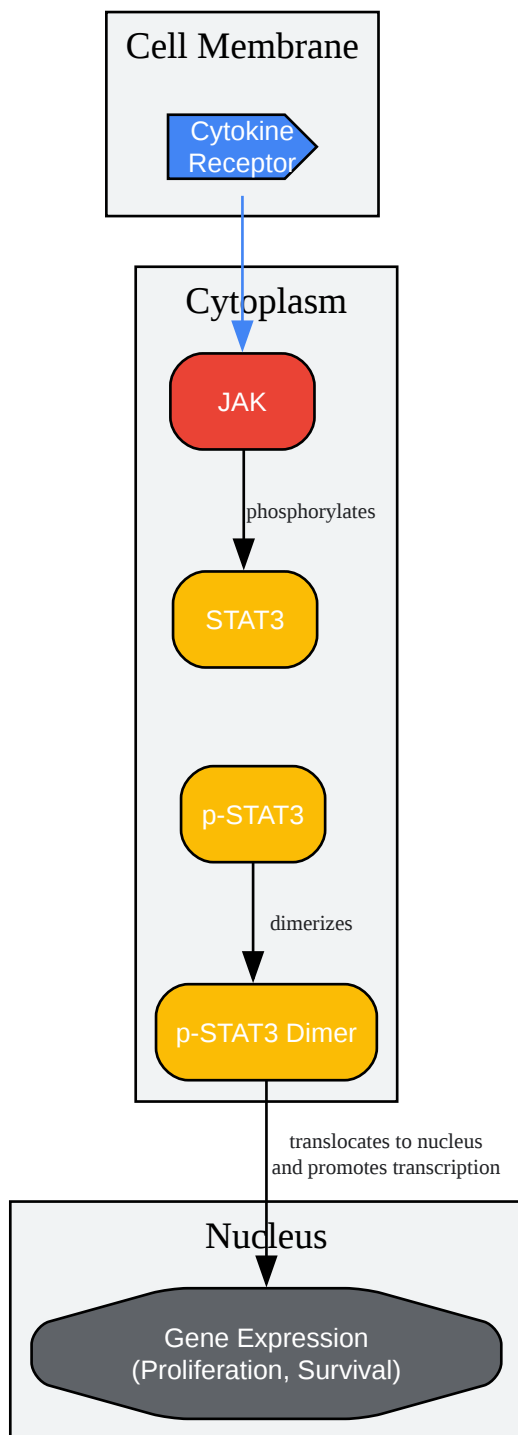 Cell Membrane
Cytokine
Receptor
Cytoplasm
JAK
phosphorylates
STAT3
p-STAT3
dimerizes
p-STAT3 Dimer
translocates to nucleus
and promotes transcription
Nucleus
Gene Expression
(Proliferation, Survival)